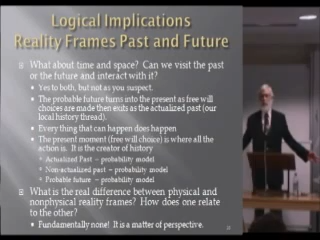 Logical Implications
Reality Frames Past and Future
What about time and space? Can we visit the past
or the future and interact with it?
Yes to both, but not as you suspect.
The probable future turns into the present as free will
choices are made then exits as the actualized past (our
local history thread).
Everything that can happen does happen
The present moment (free will choice) is where all the
action is. It is the creator of history
Actualized Past – probability model
Non-actualized past – probability model
Probable future – probability model
What is the real difference between physical and
nonphysical reality frames? How does one relate
to the other?
Fundamentally none! It is a matter of perspective.